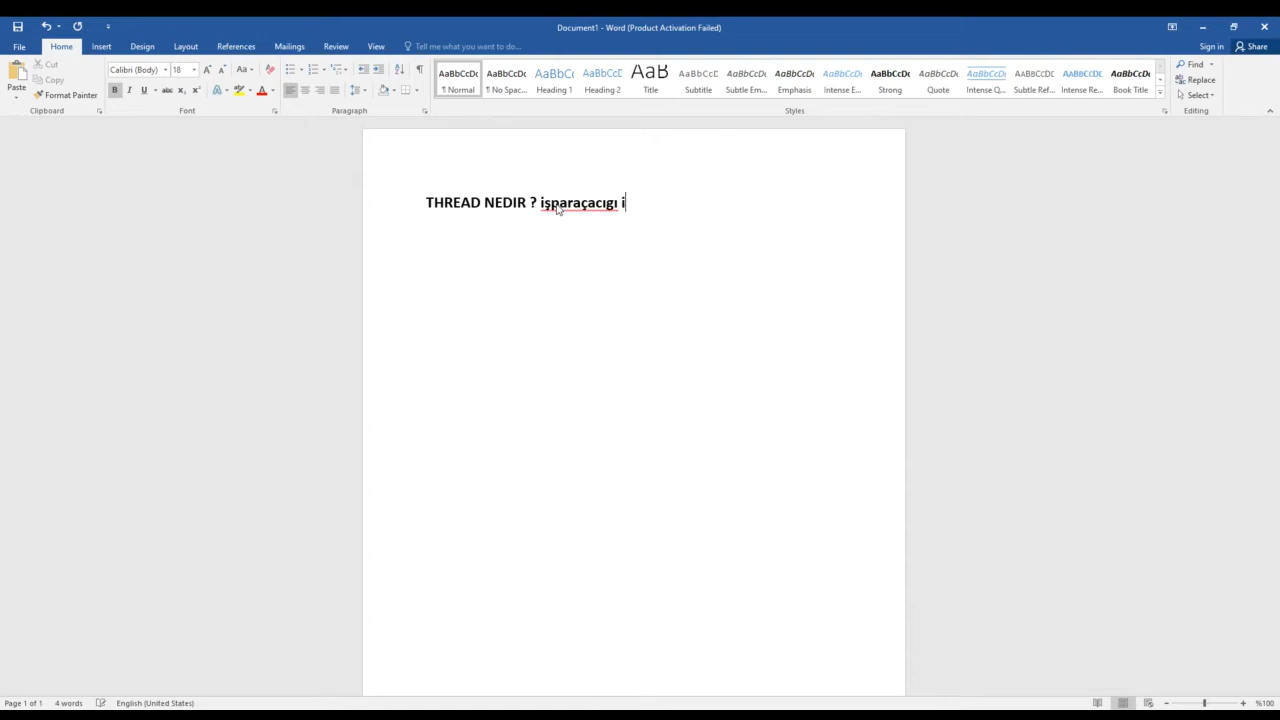 Document1 - Word (Product Activation Failed)
File Home Insert Design Layout References Mailings Review View Tell me what you want to do... Sign in Share
Paste Cut Copy Format Painter
Calibri (Body) 18
AaBbCcDc AaBbCcDc AaBbCc AaBbCcC AaB AaBbCcC AaBbCcDc AaBbCcDc AaBbCcDc AaBbCcDc AaBbCcDc AaBbCcDc AABBCCDC AABBCCDC AaBbCcDc
¶ Normal ¶ No Spac... Heading 1 Heading 2 Title Subtitle Subtle Em... Emphasis Intense E... Strong Quote Intense Q... Subtle Ref... Intense Re... Book Title
Find Replace Select
Clipboard Font Paragraph Styles Editing
THREAD NEDIR ? işparaçacıgı i
Page 1 of 1 4 words English (United States) %100